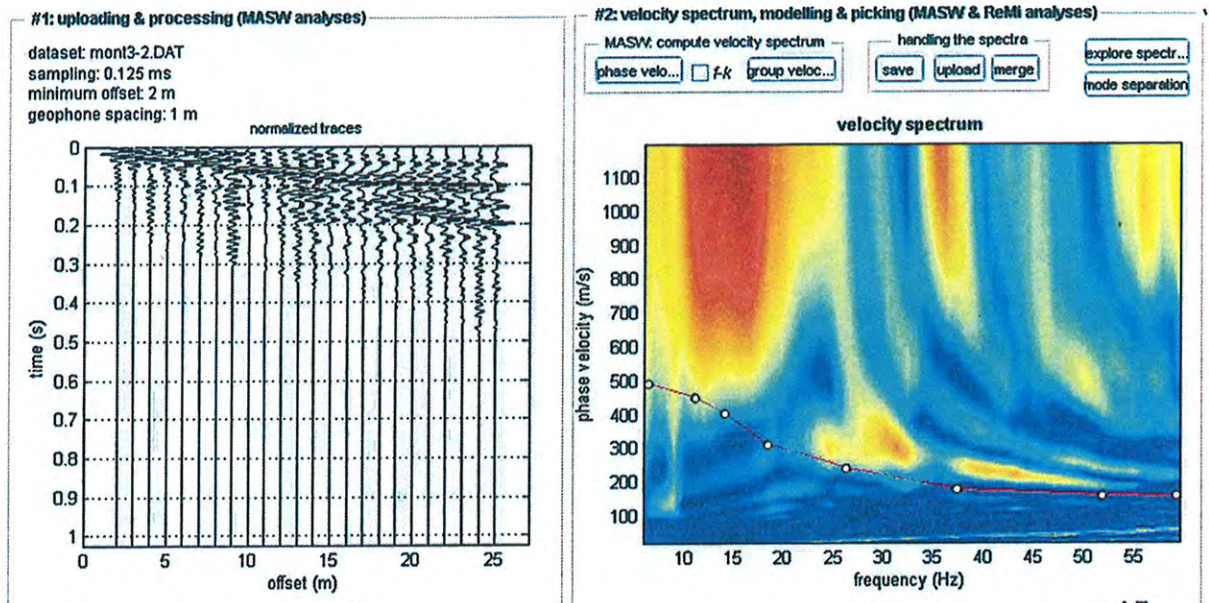 #1: uploading & processing (MASW analyses)
dataset: mont3-2.DAT
sampling: 0.125 ms
minimum offset: 2 m
geophone spacing: 1 m
normalized traces
time (s)
0
0.1
0.2
0.3
0.4
0.5
0.6
0.7
0.8
0.9
1
0 5 10 15 20 25
offset (m)
#2: velocity spectrum, modelling & picking (MASW & ReMi analyses)
MASW: compute velocity spectrum
phase velo... f-k group veloc...
handling the spectra
save upload merge
explore spectr...
mode separation
velocity spectrum
phase velocity (m/s)
1100
1000
900
800
700
600
500
400
300
200
100
10 15 20 25 30 35 40 45 50 55
frequency (Hz)